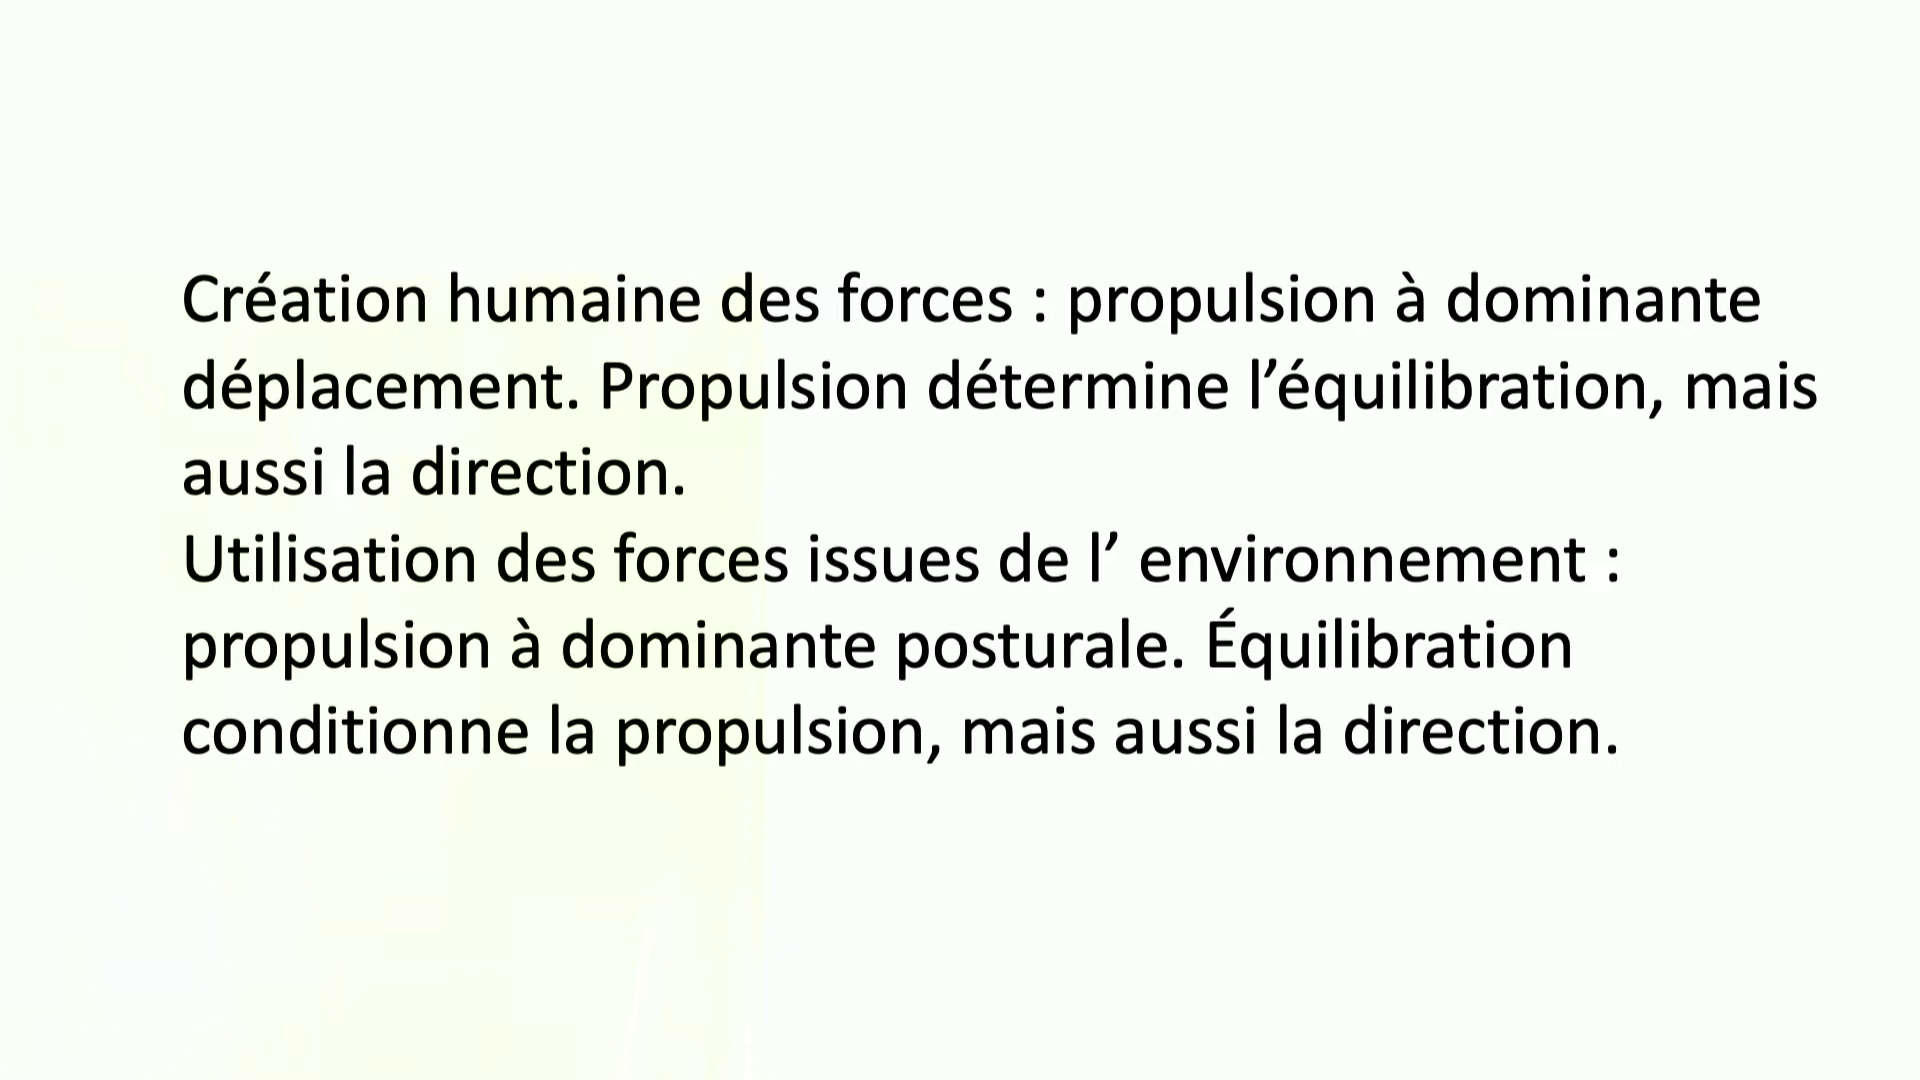 Création humaine des forces : propulsion à dominante
déplacement. Propulsion détermine l’équilibration, mais
aussi la direction.
Utilisation des forces issues de l’ environnement :
propulsion à dominante posturale. Équilibration
conditionne la propulsion, mais aussi la direction.